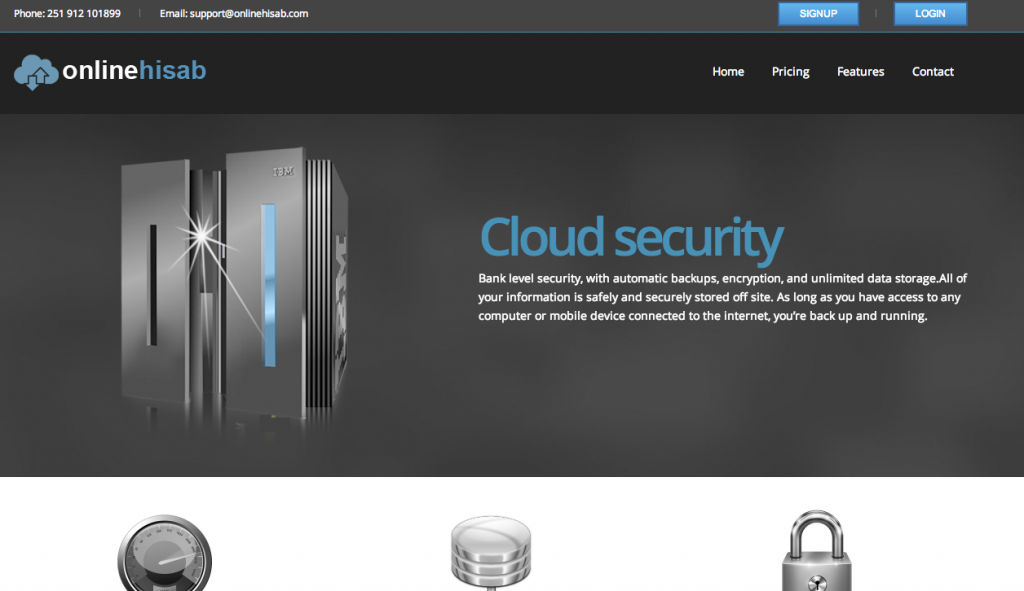 Phone: 251 912 101899
Email: support@onlinehisab.com
SIGNUP
LOGIN
onlinehisab
Home
Pricing
Features
Contact
IBM
IBM
Cloud security
Bank level security, with automatic backups, encryption, and unlimited data storage.All of
your information is safely and securely stored off site. As long as you have access to any
computer or mobile device connected to the internet, you're back up and running.